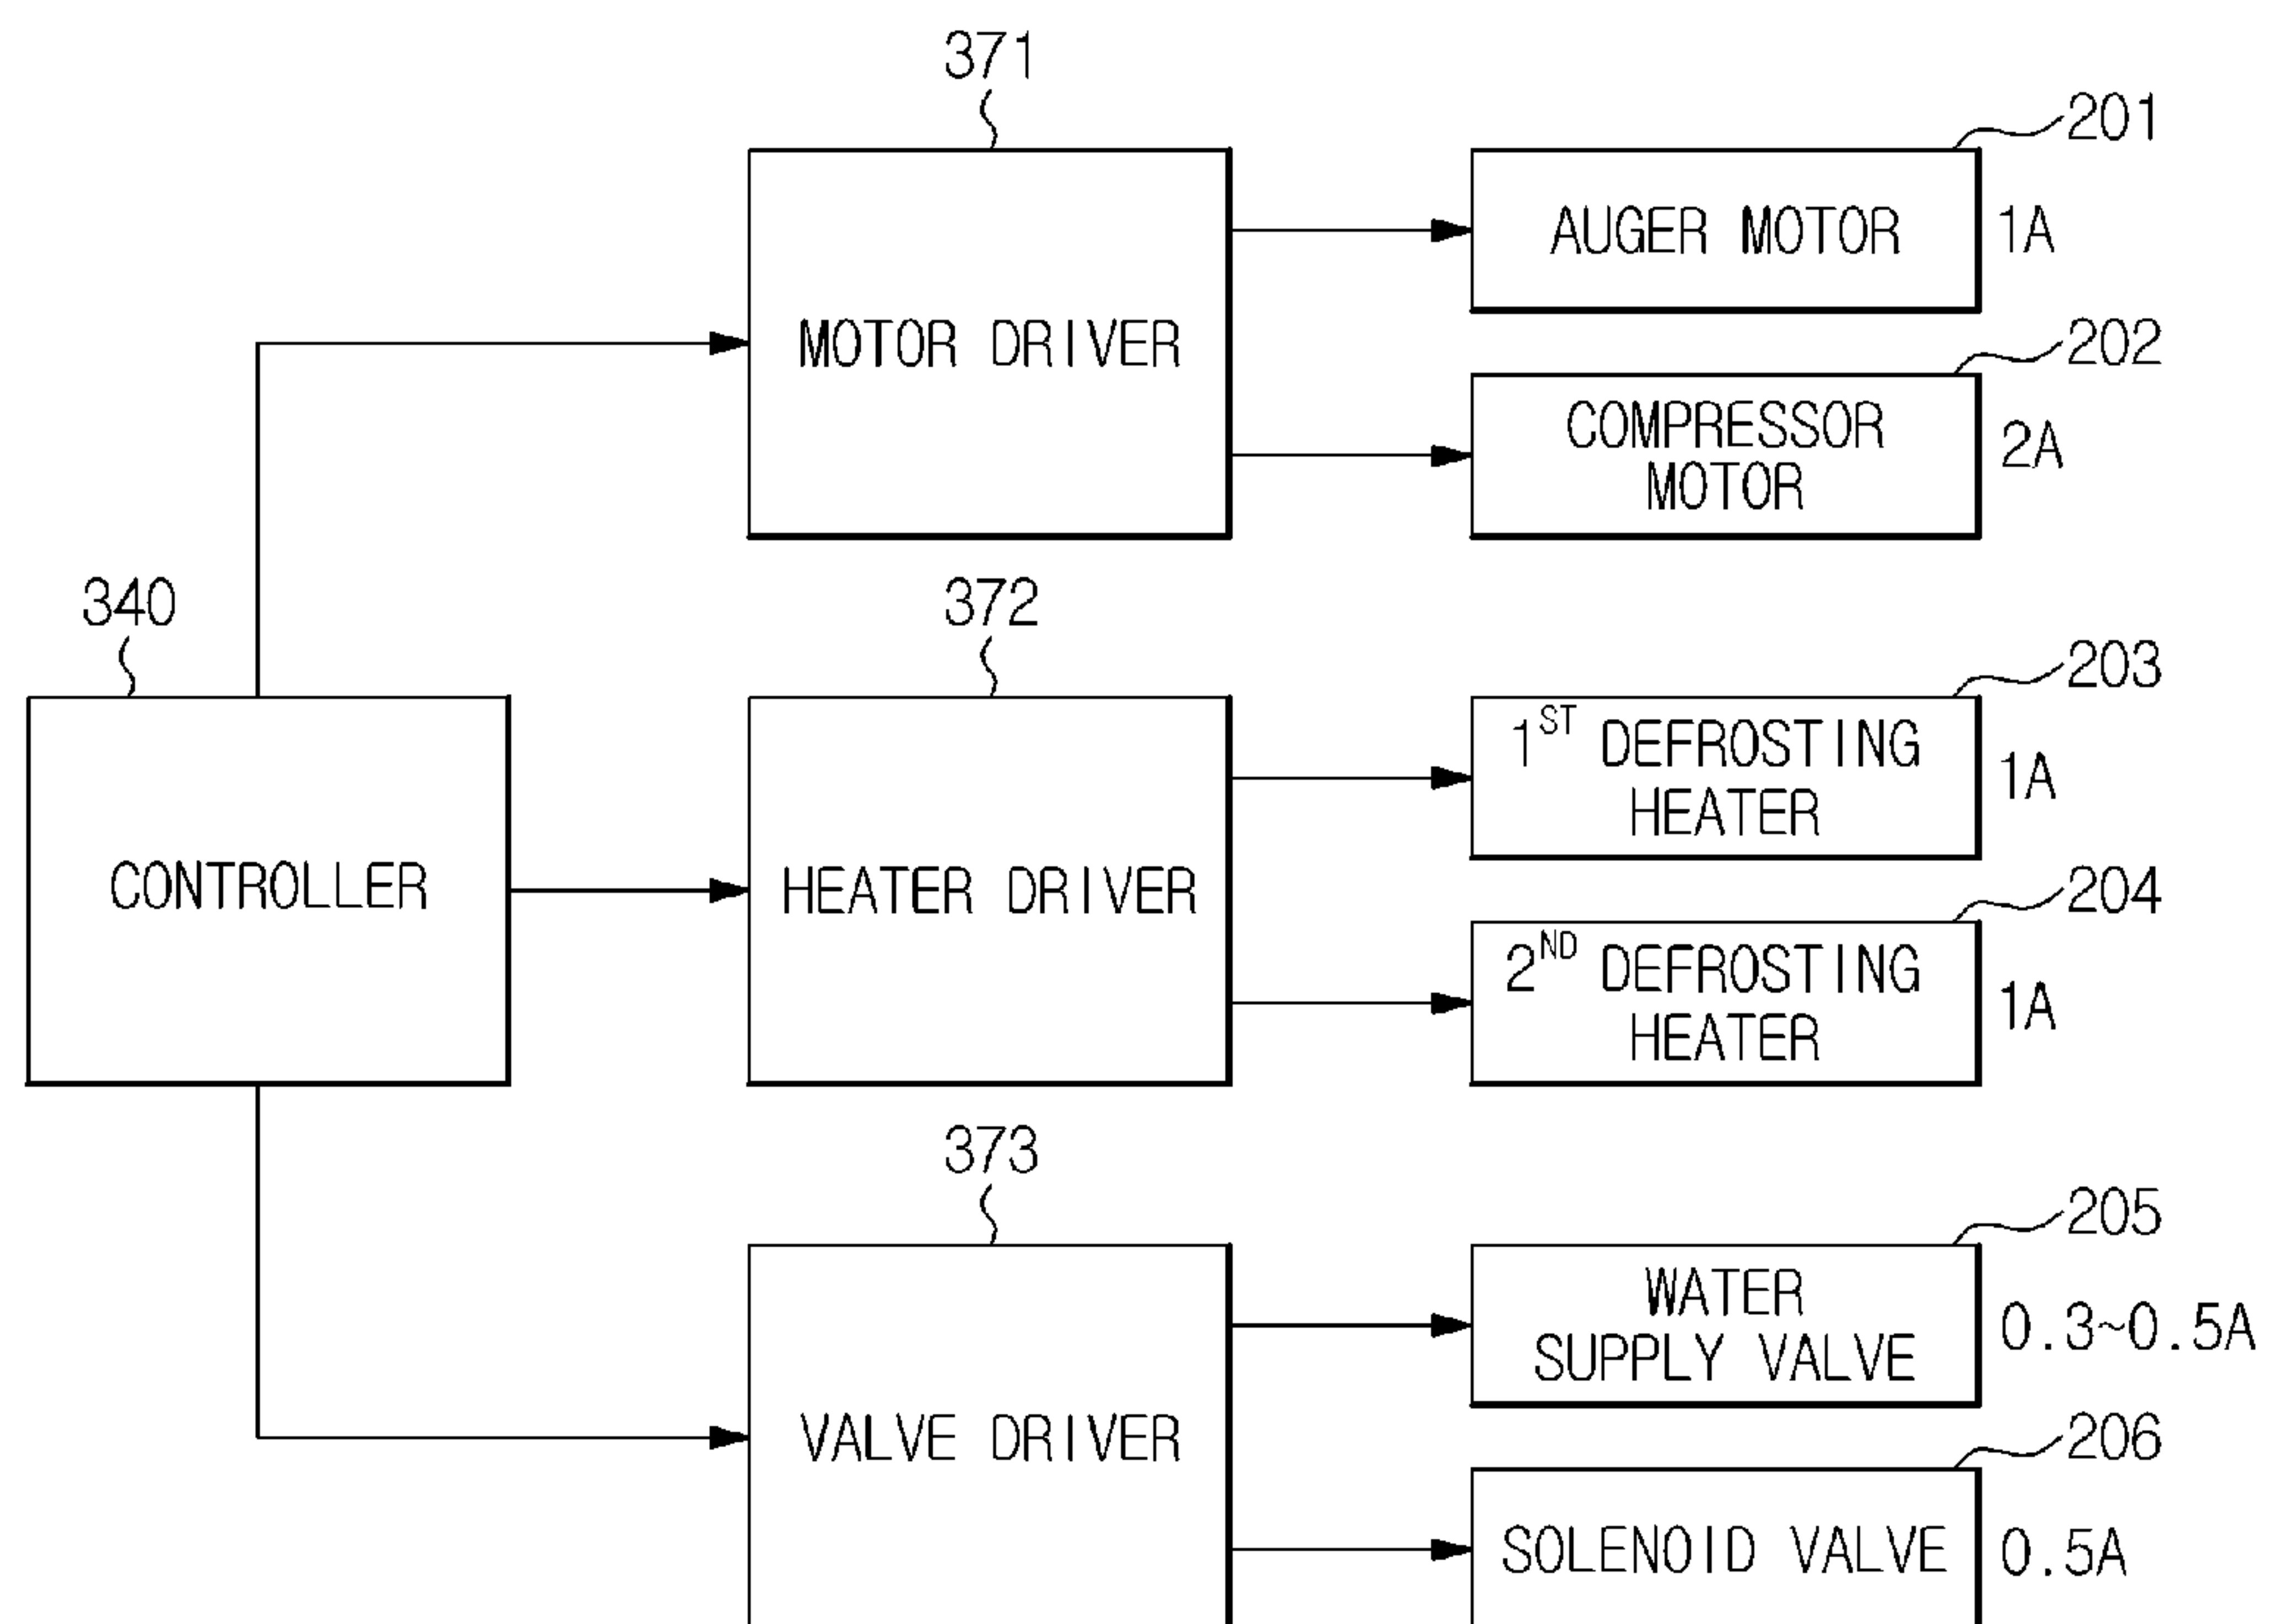 371
201
MOTOR DRIVER
AUGER MOTOR
1A
202
COMPRESSOR
MOTOR
2A
340
CONTROLLER
372
HEATER DRIVER
203
1ST DEFROSTING
HEATER
1A
204
2ND DEFROSTING
HEATER
1A
373
VALVE DRIVER
205
WATER
SUPPLY VALVE
0.3~0.5A
206
SOLENOID VALVE
0.5A